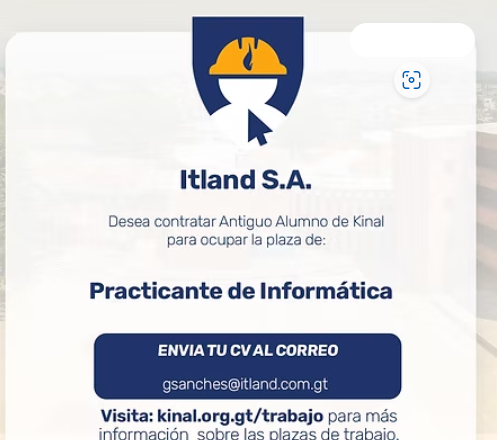 Itland S.A.
Desea contratar Antiguo Alumno de Kinal
para ocupar la plaza de:
Practicante de Informática
ENVIA TU CV AL CORREO
gsanches@itland.com.gt
Visita: kinal.org.gt/trabajo para más
información sobre las plazas de trabajo.